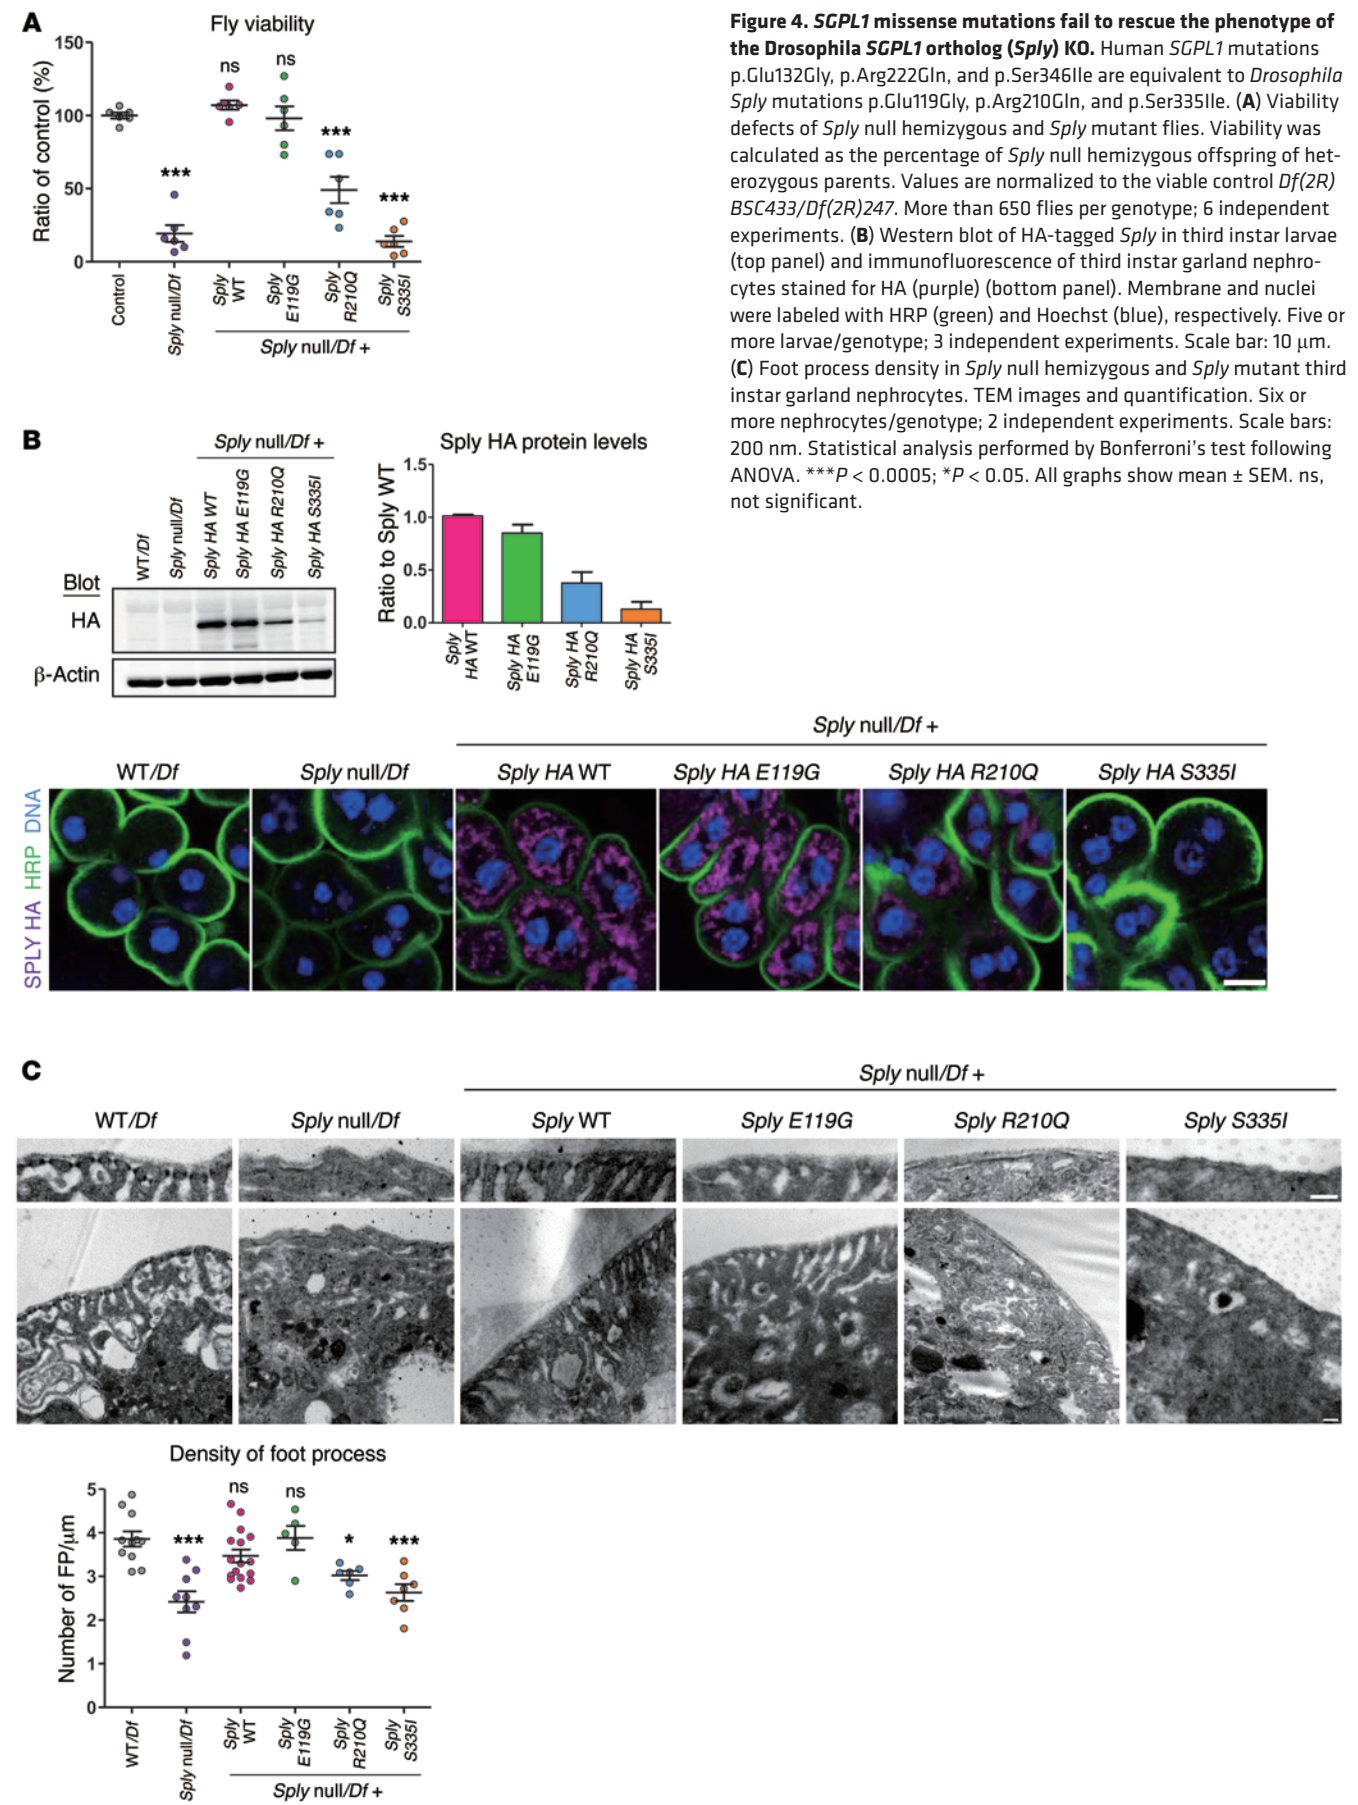 A
Fly viability
Ratio of control (%)
150
100
50
0
***
ns
ns
***
***
Control
Sply null/Df
Sply WT
Sply E119G
Sply R210Q
Sply S335I
Sply null/Df +
Figure 4. SGPL1 missense mutations fail to rescue the phenotype of
the Drosophila SGPL1 ortholog (Sply) KO. Human SGPL1 mutations
p.Glu132Gly, p.Arg222Gln, and p.Ser346Ile are equivalent to Drosophila
Sply mutations p.Glu119Gly, p.Arg210Gln, and p.Ser335Ile. (A) Viability
defects of Sply null hemizygous and Sply mutant flies. Viability was
calculated as the percentage of Sply null hemizygous offspring of het-
erozygous parents. Values are normalized to the viable control Df(2R)
BSC433/Df(2R)247. More than 650 flies per genotype; 6 independent
experiments. (B) Western blot of HA-tagged Sply in third instar larvae
(top panel) and immunofluorescence of third instar garland nephro-
cytes stained for HA (purple) (bottom panel). Membrane and nuclei
were labeled with HRP (green) and Hoechst (blue), respectively. Five or
more larvae/genotype; 3 independent experiments. Scale bar: 10 μm.
(C) Foot process density in Sply null hemizygous and Sply mutant third
instar garland nephrocytes. TEM images and quantification. Six or
more nephrocytes/genotype; 2 independent experiments. Scale bars:
200 nm. Statistical analysis performed by Bonferroni's test following
ANOVA. ***P < 0.0005; *P < 0.05. All graphs show mean ± SEM. ns,
not significant.
B
Sply null/Df +
WT/Df
Sply null/Df
Sply HA WT
Sply HA E119G
Sply HA R210Q
Sply HA S335I
Blot
HA
β-Actin
Sply HA protein levels
Ratio to Sply WT
1.5
1.0
0.5
0.0
Sply HA WT
Sply HA E119G
Sply HA R210Q
Sply HA S335I
Sply null/Df +
WT/Df
Sply null/Df
Sply HA WT
Sply HA E119G
Sply HA R210Q
Sply HA S335I
SPLY HA HRP DNA
C
Sply null/Df +
WT/Df
Sply null/Df
Sply WT
Sply E119G
Sply R210Q
Sply S335I
Density of foot process
Number of FP/μm
5
4
3
2
1
0
***
ns
ns
*
***
WT/Df
Sply null/Df
Sply WT
Sply E119G
Sply R210Q
Sply S335I
Sply null/Df +